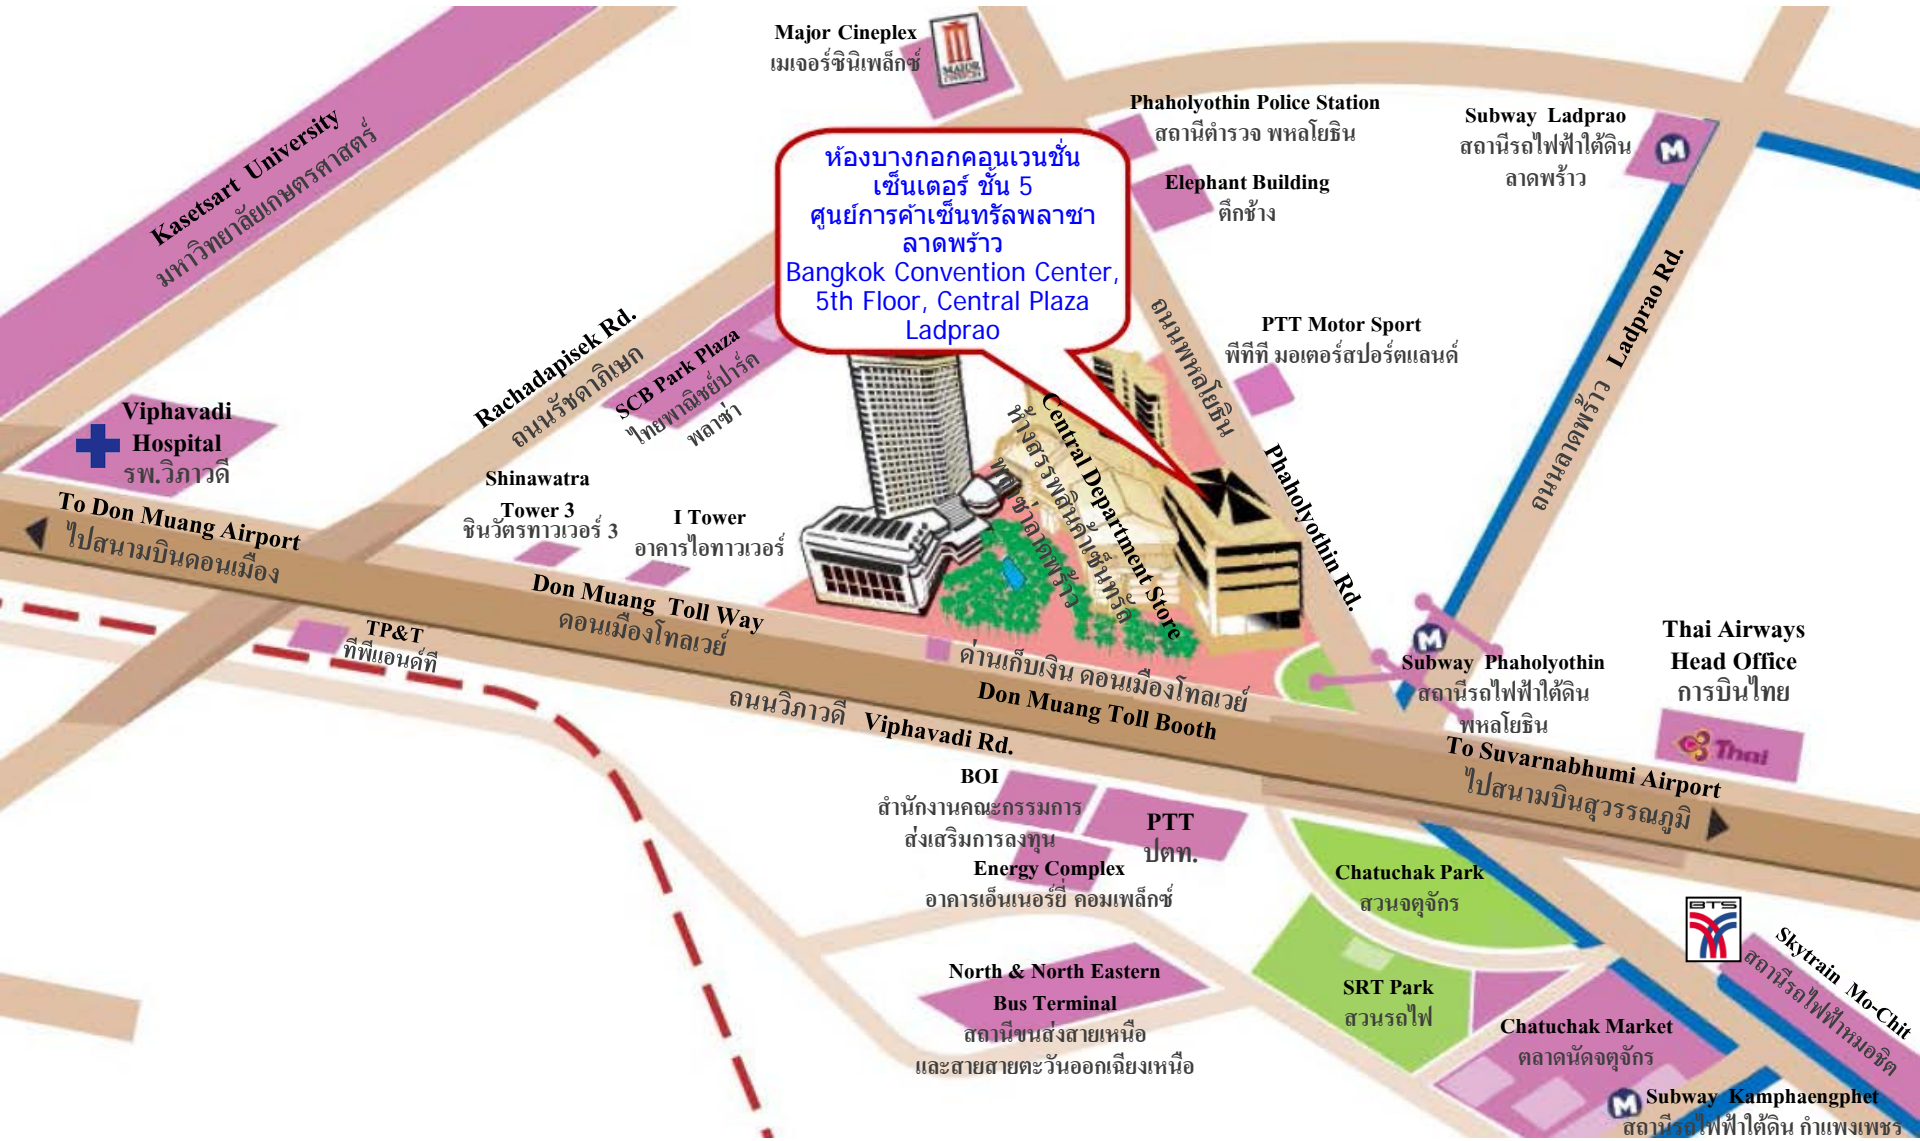 Major Cineplex
เมเจอร์ซินิเพล็กซ์
MAJOR
Phaholyothin Police Station
สถานีตำรวจ พหลโยธิน
Subway Ladprao
สถานีรถไฟฟ้าใต้ดิน
ลาดพร้าว
M
Kasetsart University
มหาวิทยาลัยเกษตรศาสตร์
ห้องบางกอกคอนเวนชั่น
เซ็นเตอร์ ชั้น 5
ศูนย์การค้าเซ็นทรัลพลาซา
ลาดพร้าว
Bangkok Convention Center,
5th Floor, Central Plaza
Ladprao
Elephant Building
ตึกช้าง
Rachadapisek Rd.
ถนนรัชดาภิเษก
SCB Park Plaza
ไทยพาณิชย์ปาร์ค
พลาซ่า
ถนนพหลโยธิน
Phaholyothin Rd.
PTT Motor Sport
พีทีที มอเตอร์สปอร์ตแลนด์
Ladprao Rd.
ถนนลาดพร้าว
Viphavadi
Hospital
รพ.วิภาวดี
Shinawatra
Tower 3
ชินวัตรทาวเวอร์ 3
I Tower
อาคารไอทาวเวอร์
Central Department Store
ห้างสรรพสินค้าเซ็นทรัล
พลาซ่าลาดพร้าว
To Don Muang Airport
ไปสนามบินดอนเมือง
Don Muang Toll Way
ดอนเมืองโทลเวย์
TP&T
ทีพีแอนด์ที
ด่านเก็บเงิน ดอนเมืองโทลเวย์
Don Muang Toll Booth
ถนนวิภาวดี Viphavadi Rd.
M
Subway Phaholyothin
สถานีรถไฟฟ้าใต้ดิน
พหลโยธิน
Thai Airways
Head Office
การบินไทย
Thai
To Suvarnabhumi Airport
ไปสนามบินสุวรรณภูมิ
BOI
สำนักงานคณะกรรมการ
ส่งเสริมการลงทุน
PTT
ปตท.
Energy Complex
อาคารเอ็นเนอร์ยี่ คอมเพล็กซ์
Chatuchak Park
สวนจตุจักร
BTS
Skytrain Mo-Chit
สถานีรถไฟฟ้าหมอชิต
North & North Eastern
Bus Terminal
สถานีขนส่งสายเหนือ
และสายสายตะวันออกเฉียงเหนือ
SRT Park
สวนรถไฟ
Chatuchak Market
ตลาดนัดจตุจักร
M
Subway Kamphaengphet
สถานีรถไฟฟ้าใต้ดิน กำแพงเพชร